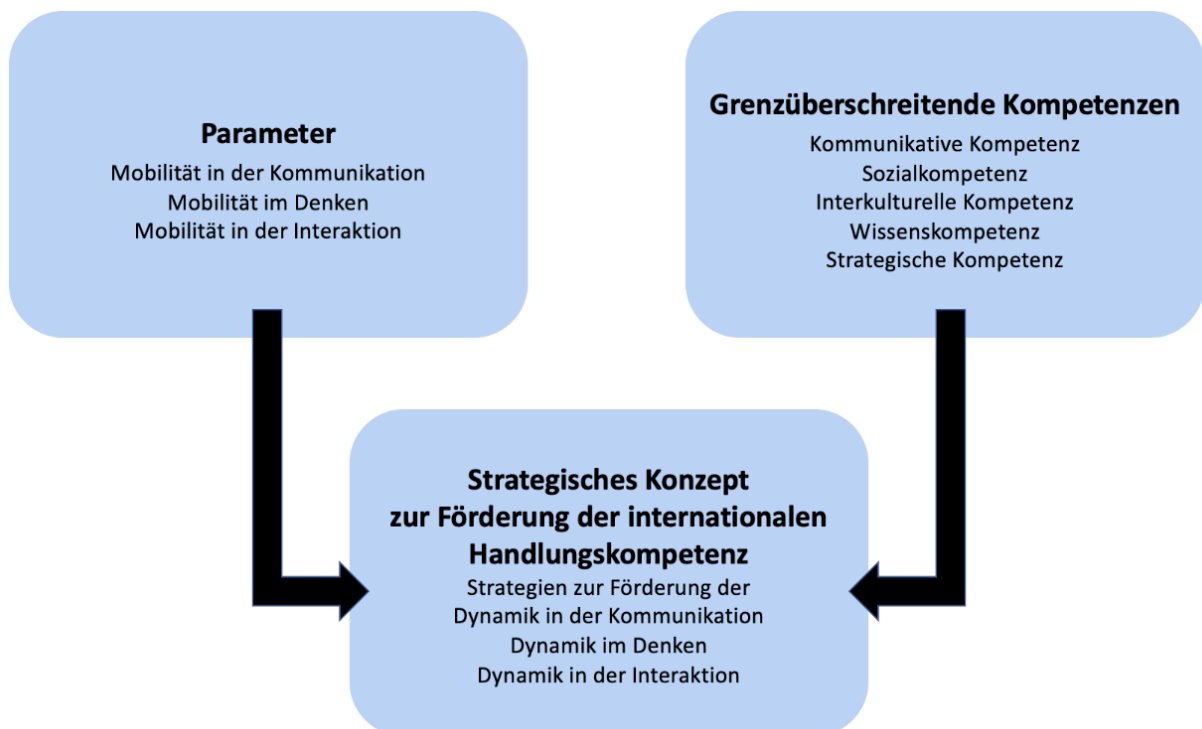 Parameter
Mobilität in der Kommunikation
Mobilität im Denken
Mobilität in der Interaktion
Grenzüberschreitende Kompetenzen
Kommunikative Kompetenz
Sozialkompetenz
Interkulturelle Kompetenz
Wissenskompetenz
Strategische Kompetenz
Strategisches Konzept
zur Förderung der internationalen
Handlungskompetenz
Strategien zur Förderung der
Dynamik in der Kommunikation
Dynamik im Denken
Dynamik in der Interaktion